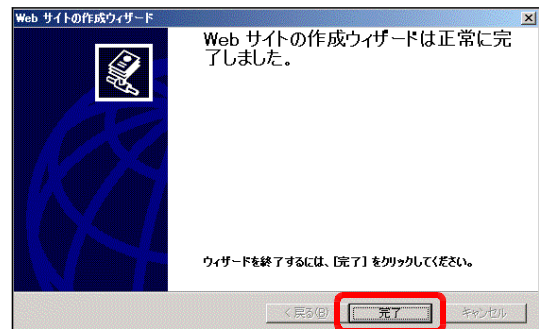 Web サイトの作成ウィザード
Web サイトの作成ウィザードは正常に完
了しました。
ウィザードを終了するには、[完了] をクリックしてください。
< 戻る(B)
完了
キャンセル